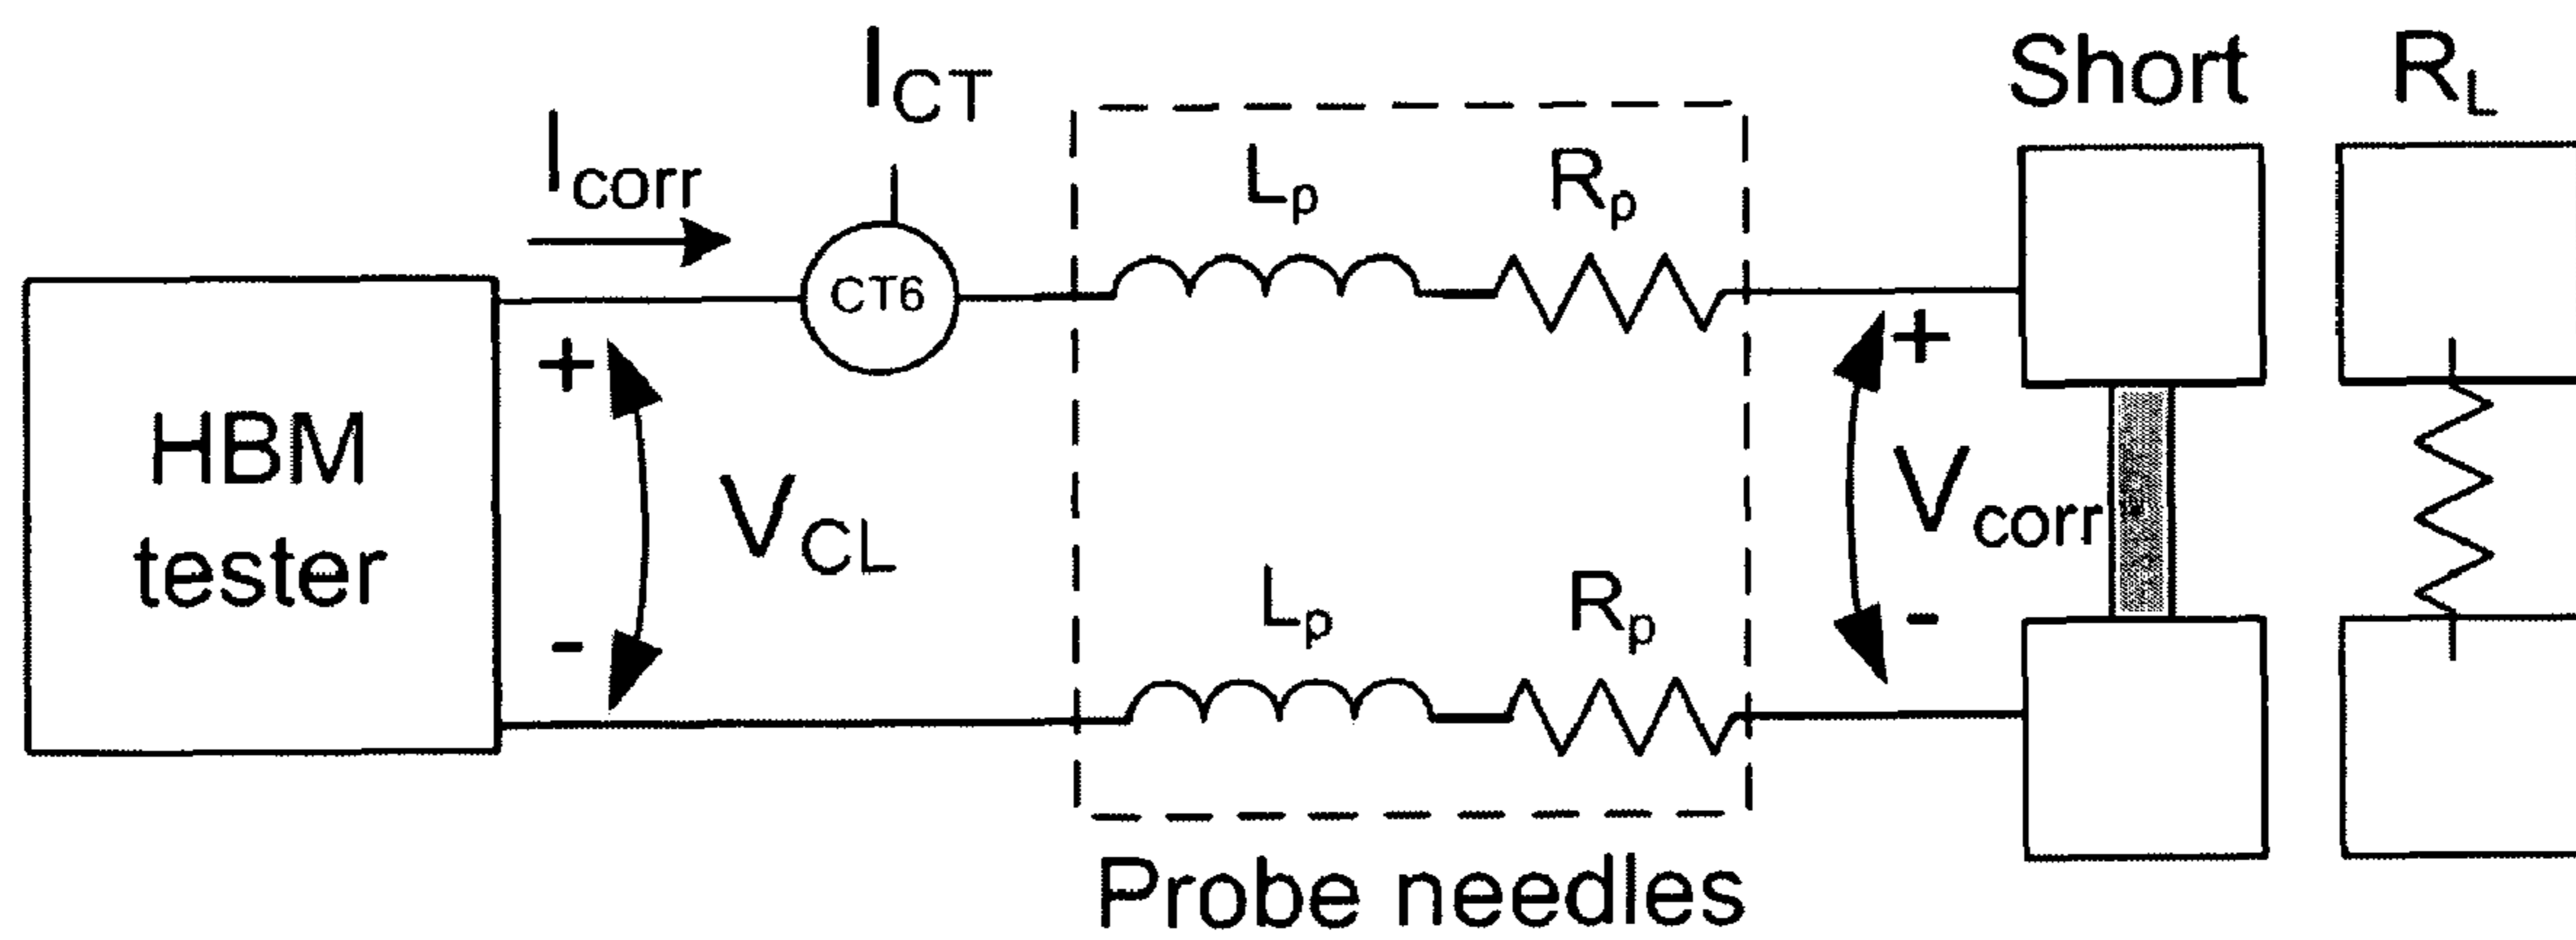 I_CT
I_corr
CT6
L_p
R_p
Short
R_L
HBM
tester
+
V_CL
-
+
V_corr
-
L_p
R_p
Probe needles